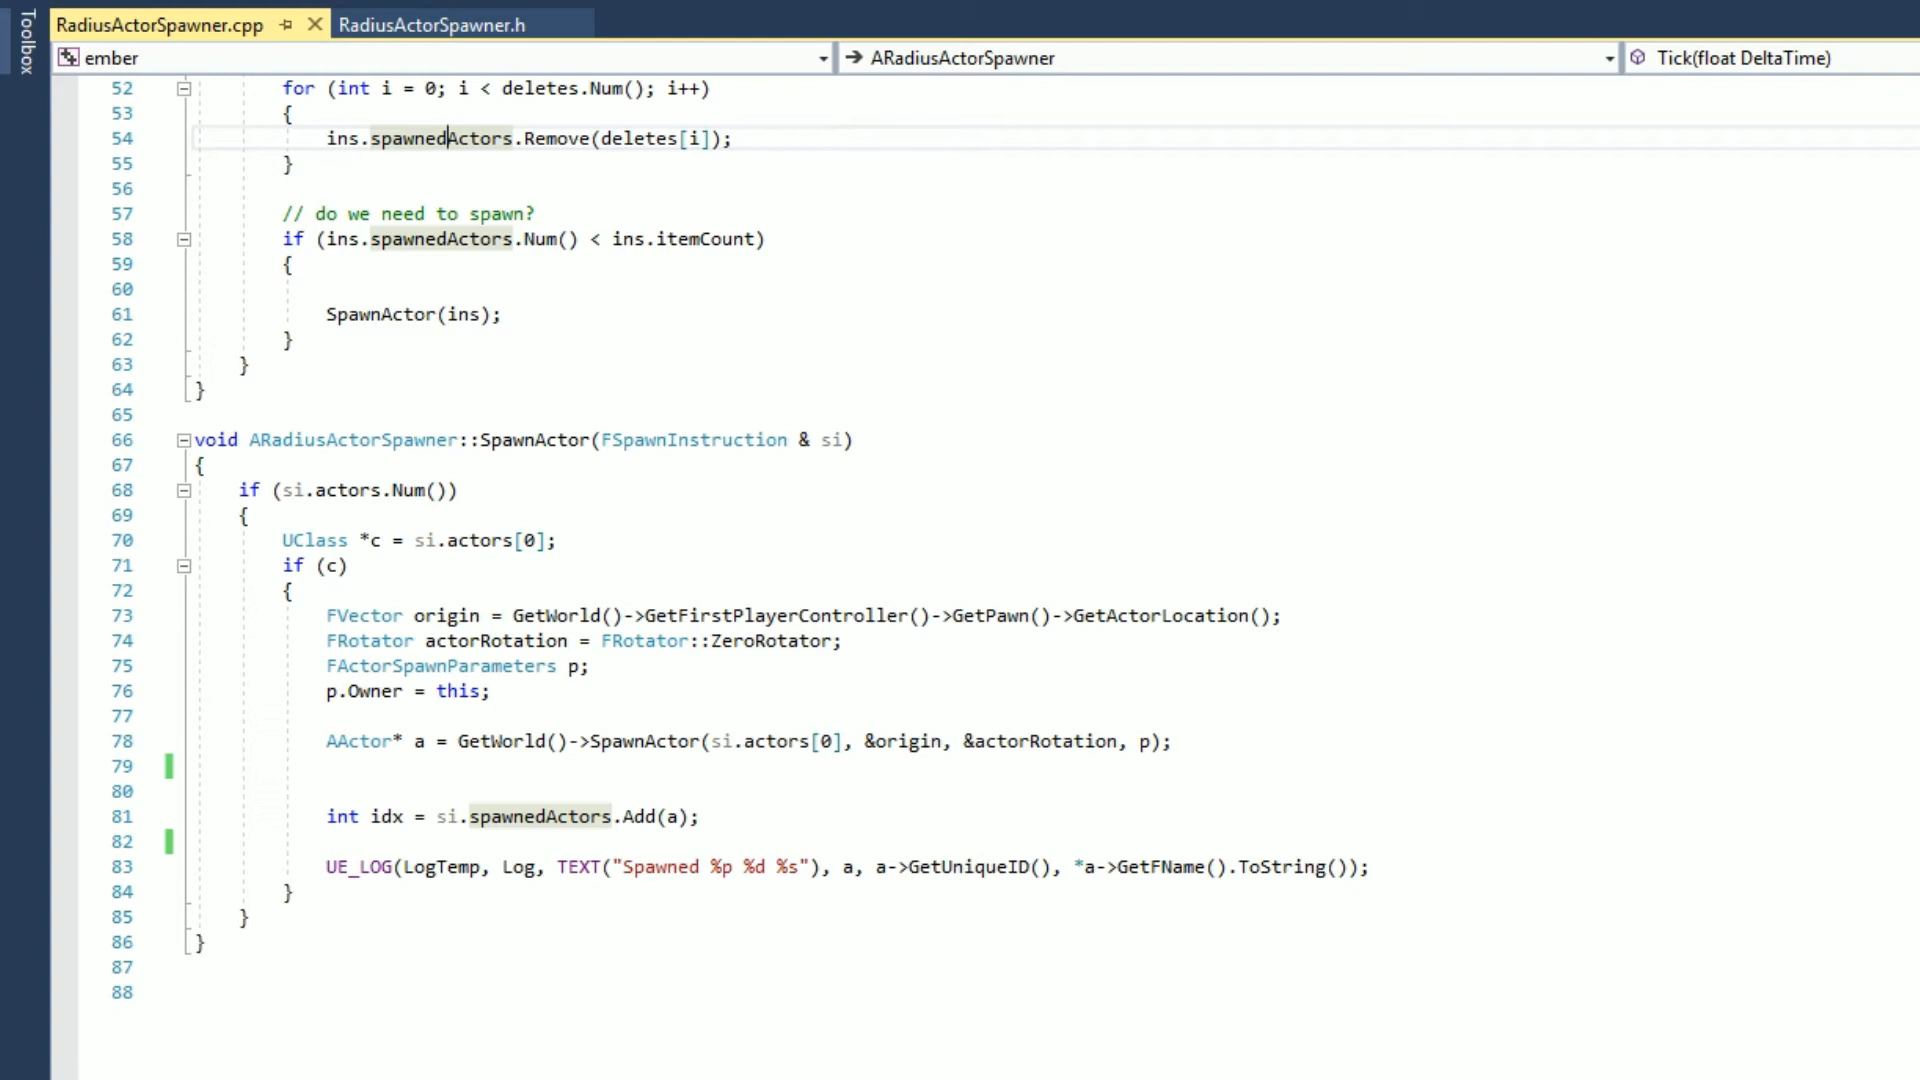 Toolbox
RadiusActorSpawner.cpp RadiusActorSpawner.h
ember ARadiusActorSpawner Tick(float DeltaTime)
52 for (int i = 0; i < deletes.Num(); i++)
53 {
54 ins.spawnedActors.Remove(deletes[i]);
55 }
56
57 // do we need to spawn?
58 if (ins.spawnedActors.Num() < ins.itemCount)
59 {
60
61 SpawnActor(ins);
62 }
63 }
64 }
65
66 void ARadiusActorSpawner::SpawnActor(FSpawnInstruction & si)
67 {
68 if (si.actors.Num())
69 {
70 UClass *c = si.actors[0];
71 if (c)
72 {
73 FVector origin = GetWorld()->GetFirstPlayerController()->GetPawn()->GetActorLocation();
74 FRotator actorRotation = FRotator::ZeroRotator;
75 FActorSpawnParameters p;
76 p.Owner = this;
77
78 AActor* a = GetWorld()->SpawnActor(si.actors[0], &origin, &actorRotation, p);
79
80
81 int idx = si.spawnedActors.Add(a);
82
83 UE_LOG(LogTemp, Log, TEXT("Spawned %p %d %s"), a, a->GetUniqueID(), *a->GetFName().ToString());
84 }
85 }
86 }
87
88